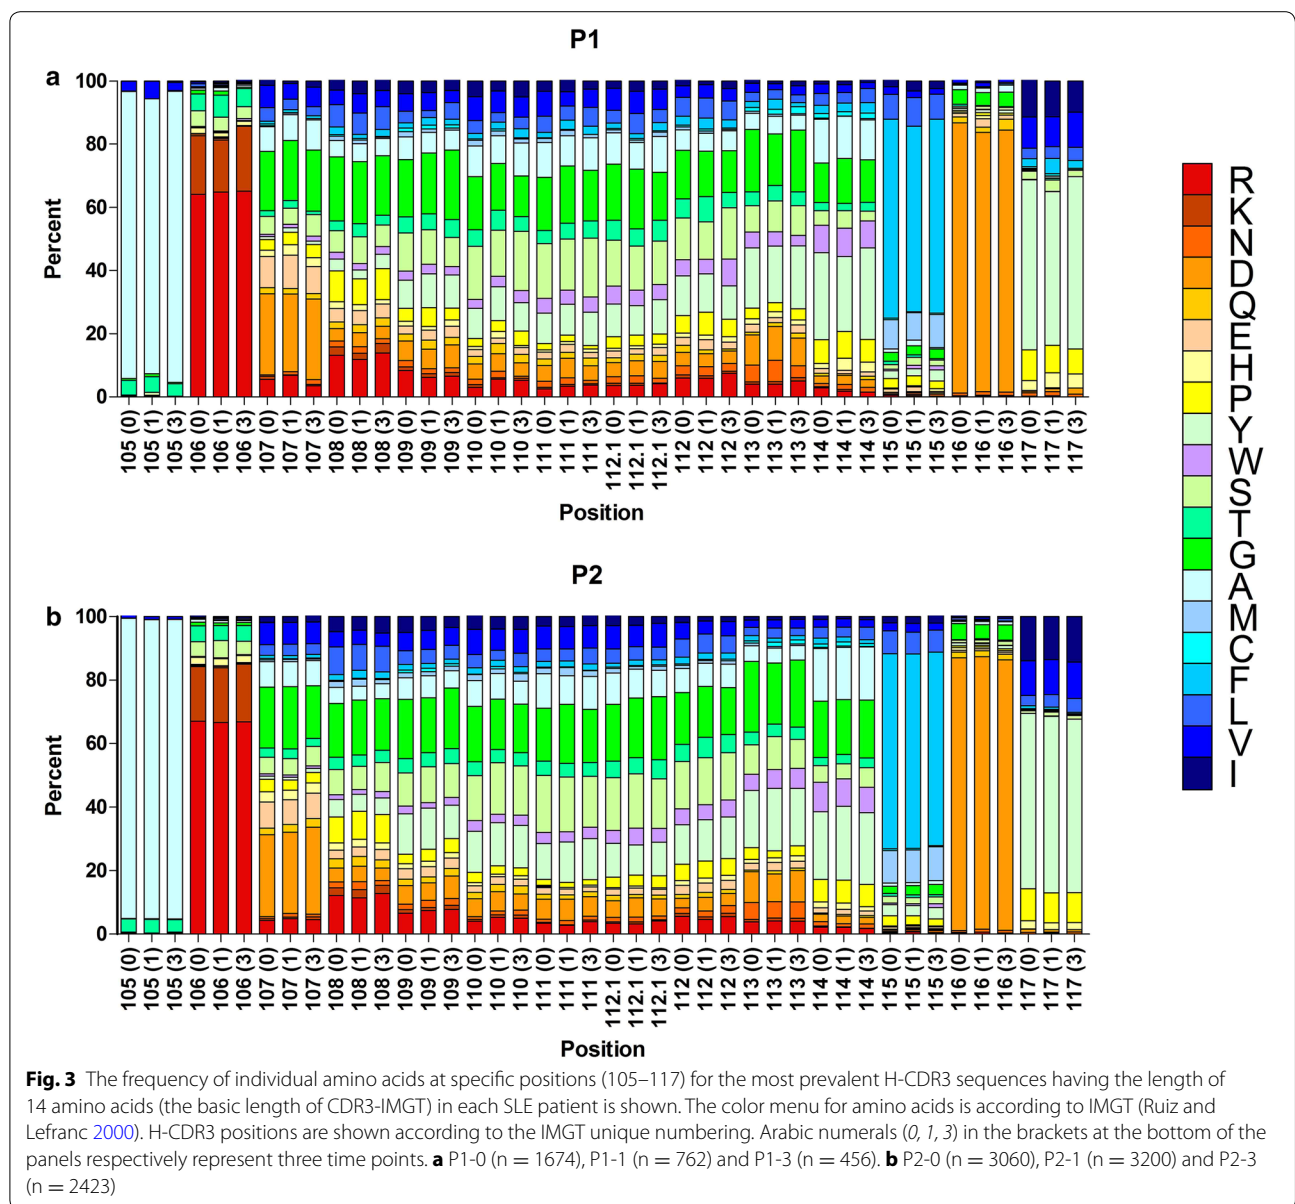 P1
a
100
80
60
40
20
0
Percent
105 (0)
105 (1)
105 (3)
106 (0)
106 (1)
106 (3)
107 (0)
107 (1)
107 (3)
108 (0)
108 (1)
108 (3)
109 (0)
109 (1)
109 (3)
110 (0)
110 (1)
110 (3)
111 (0)
111 (1)
111 (3)
112.1 (0)
112.1 (1)
112.1 (3)
112 (0)
112 (1)
112 (3)
113 (0)
113 (1)
113 (3)
114 (0)
114 (1)
114 (3)
115 (0)
115 (1)
115 (3)
116 (0)
116 (1)
116 (3)
117 (0)
117 (1)
117 (3)
Position
R
K
N
D
Q
E
H
P
Y
W
S
T
G
A
M
C
F
L
V
I
P2
b
100
80
60
40
20
0
Percent
105 (0)
105 (1)
105 (3)
106 (0)
106 (1)
106 (3)
107 (0)
107 (1)
107 (3)
108 (0)
108 (1)
108 (3)
109 (0)
109 (1)
109 (3)
110 (0)
110 (1)
110 (3)
111 (0)
111 (1)
111 (3)
112.1 (0)
112.1 (1)
112.1 (3)
112 (0)
112 (1)
112 (3)
113 (0)
113 (1)
113 (3)
114 (0)
114 (1)
114 (3)
115 (0)
115 (1)
115 (3)
116 (0)
116 (1)
116 (3)
117 (0)
117 (1)
117 (3)
Position
Fig. 3 The frequency of individual amino acids at specific positions (105–117) for the most prevalent H-CDR3 sequences having the length of
14 amino acids (the basic length of CDR3-IMGT) in each SLE patient is shown. The color menu for amino acids is according to IMGT (Ruiz and
Lefranc 2000). H-CDR3 positions are shown according to the IMGT unique numbering. Arabic numerals (0, 1, 3) in the brackets at the bottom of the
panels respectively represent three time points. a P1-0 (n = 1674), P1-1 (n = 762) and P1-3 (n = 456). b P2-0 (n = 3060), P2-1 (n = 3200) and P2-3
(n = 2423)